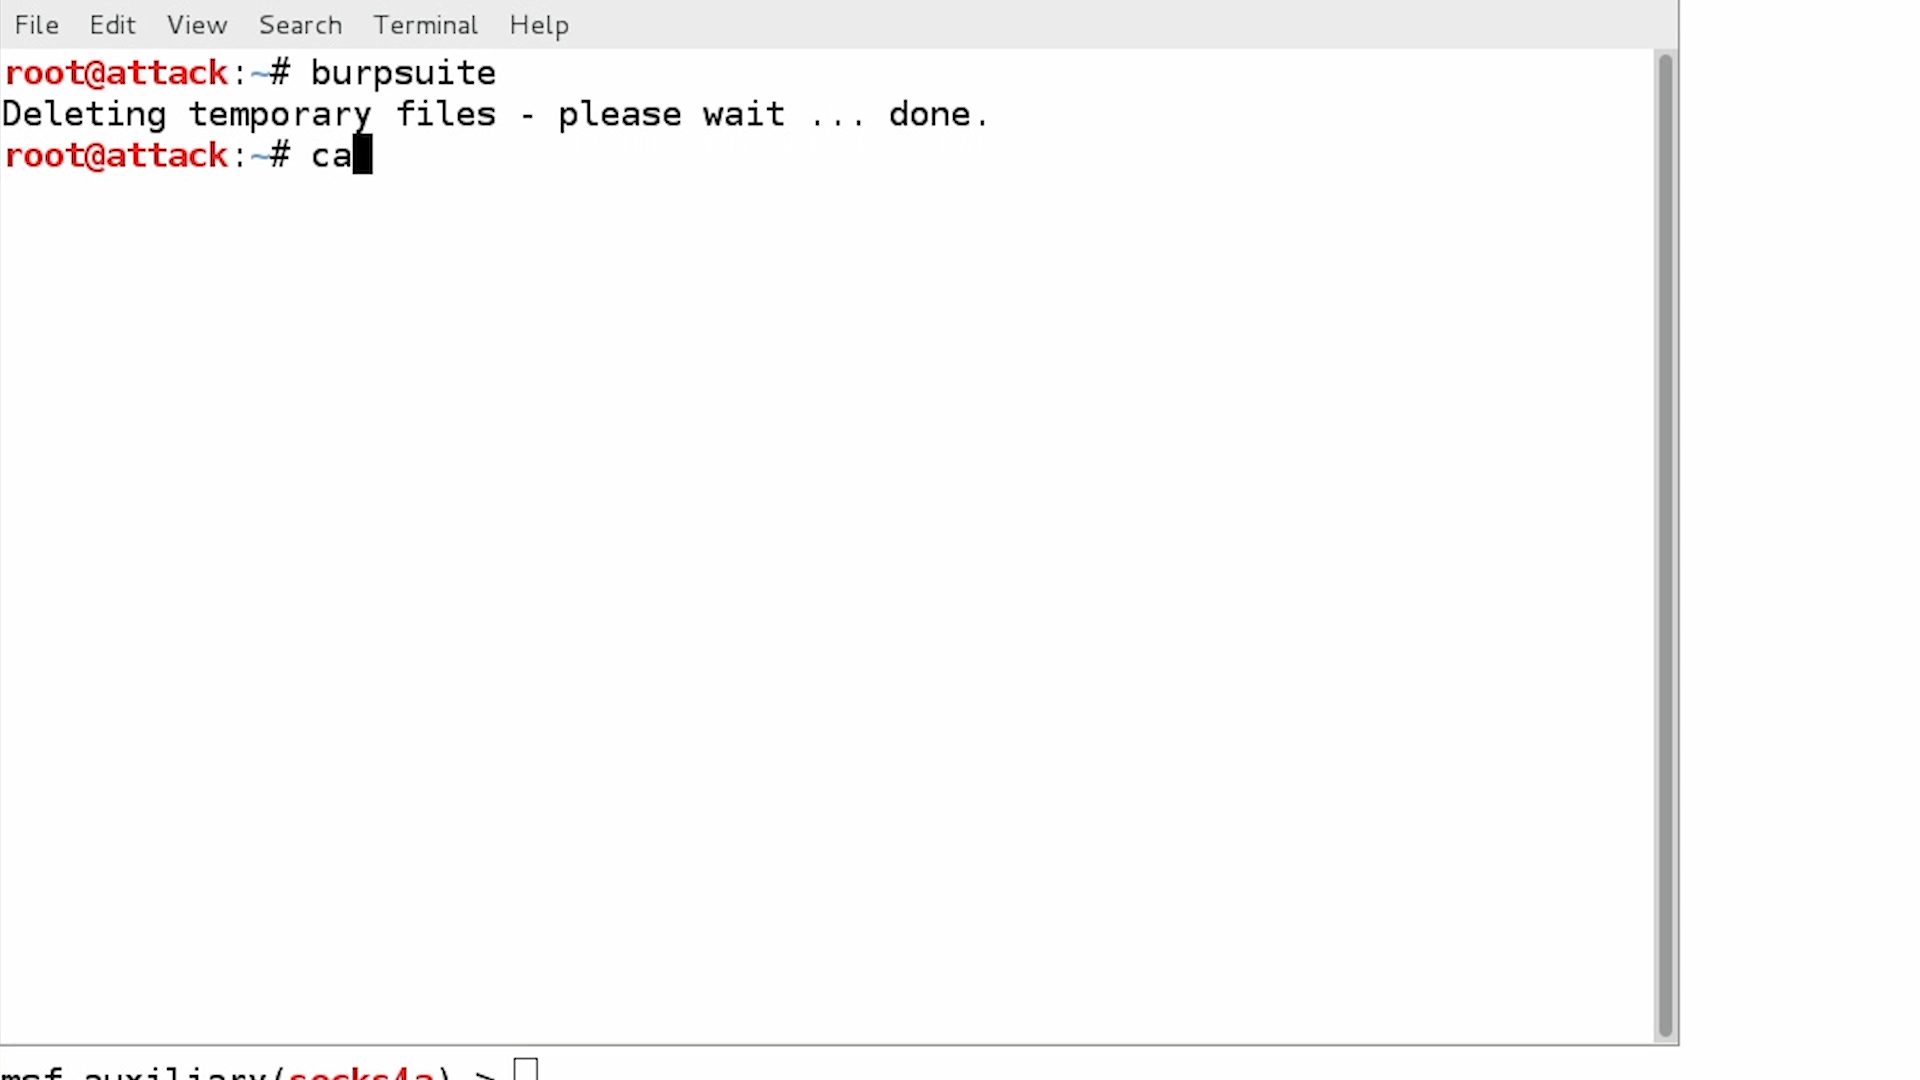 File Edit View Search Terminal Help
root@attack:~# burpsuite
Deleting temporary files - please wait ... done.
root@attack:~# ca
msf auxiliary(socks4a) >